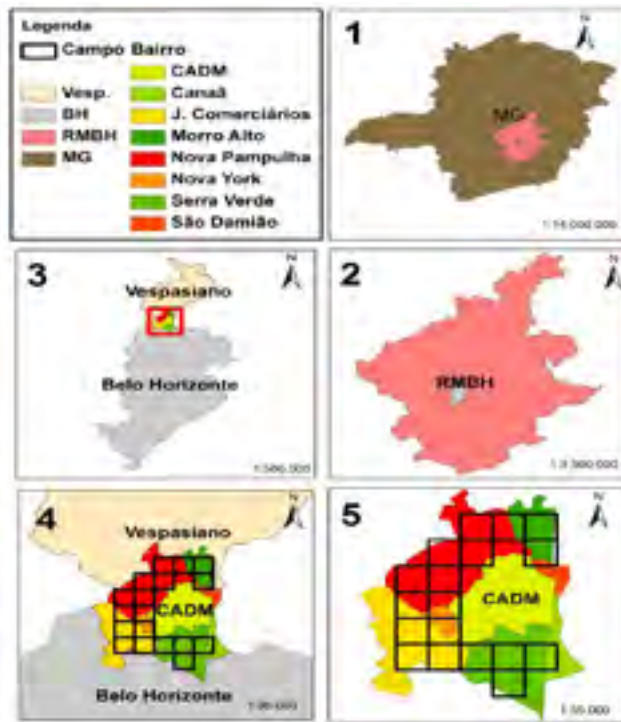 Legenda
Campo Bairro
CADM
Vesp. Canaã
BH J. Comerciários
RMBH Morro Alto
MG Nova Pampulha
Nova York
Serra Verde
São Damião
1
N
MG
3
N
Vespasiano
Belo Horizonte
2
N
RMBH
4
N
Vespasiano
CADM
Belo Horizonte
5
N
CADM